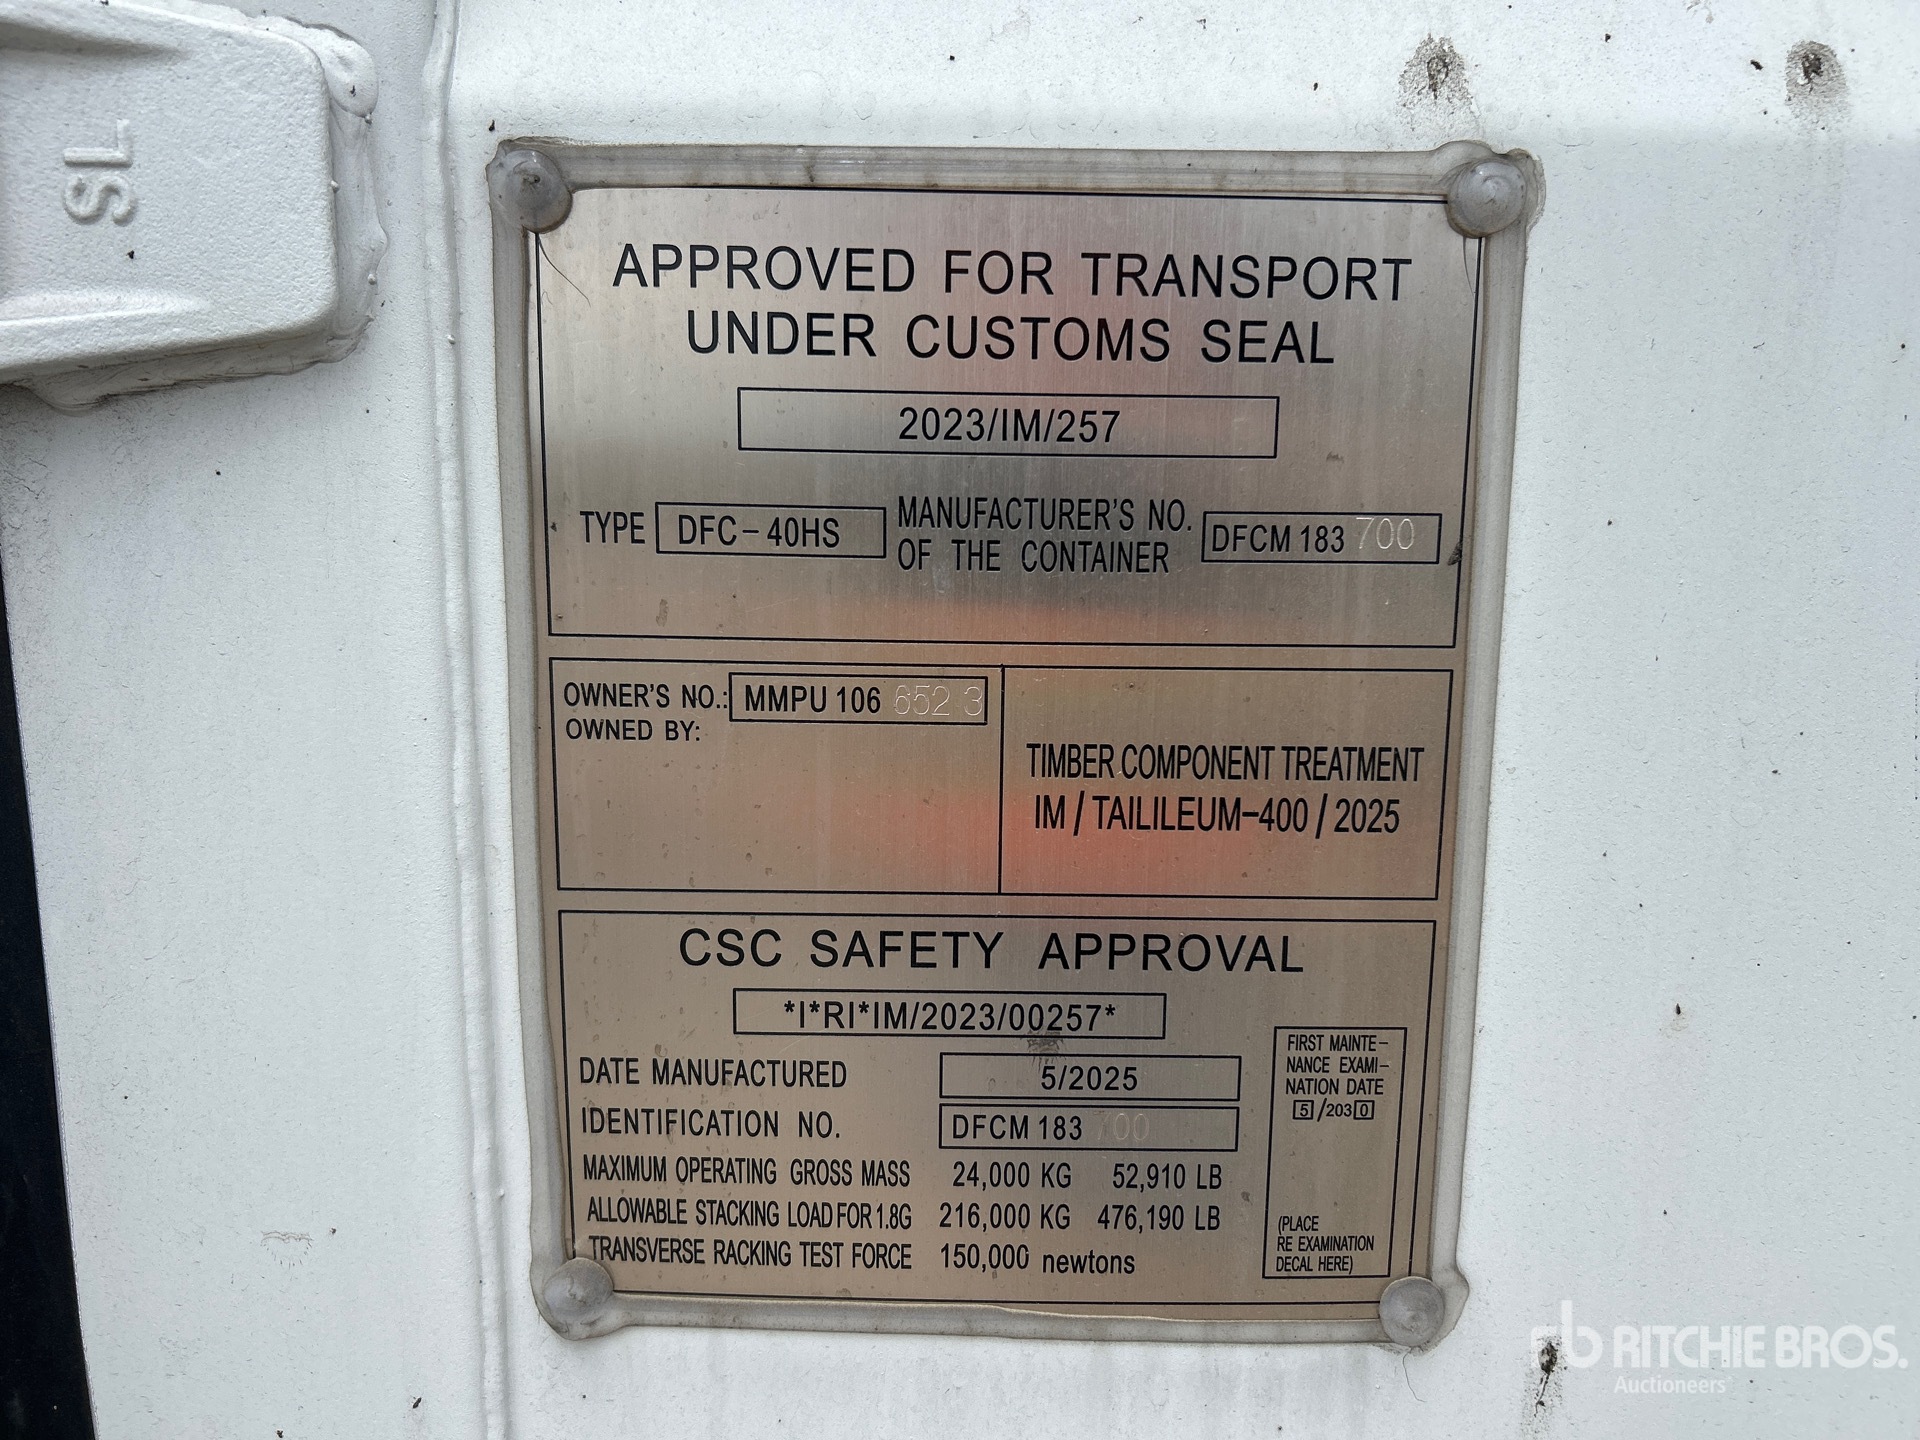 SL
APPROVED FOR TRANSPORT
UNDER CUSTOMS SEAL
2023/IM/257
TYPE DFC-40HS MANUFACTURER'S NO. OF THE CONTAINER DFCM 183 700
OWNER'S NO.: MMPU 106 652 3
OWNED BY:
TIMBER COMPONENT TREATMENT
IM / TAILILEUM-400 / 2025
CSC SAFETY APPROVAL
*I*RI*IM/2023/00257*
DATE MANUFACTURED 5/2025
IDENTIFICATION NO. DFCM 183 700
MAXIMUM OPERATING GROSS MASS 24,000 KG 52,910 LB
ALLOWABLE STACKING LOAD FOR 1.8G 216,000 KG 476,190 LB
TRANSVERSE RACKING TEST FORCE 150,000 newtons
FIRST MAINTE-
NANCE EXAMI-
NATION DATE
5/2030
(PLACE
RE EXAMINATION
DECAL HERE)
rb RITCHIE BROS.
Auctioneers